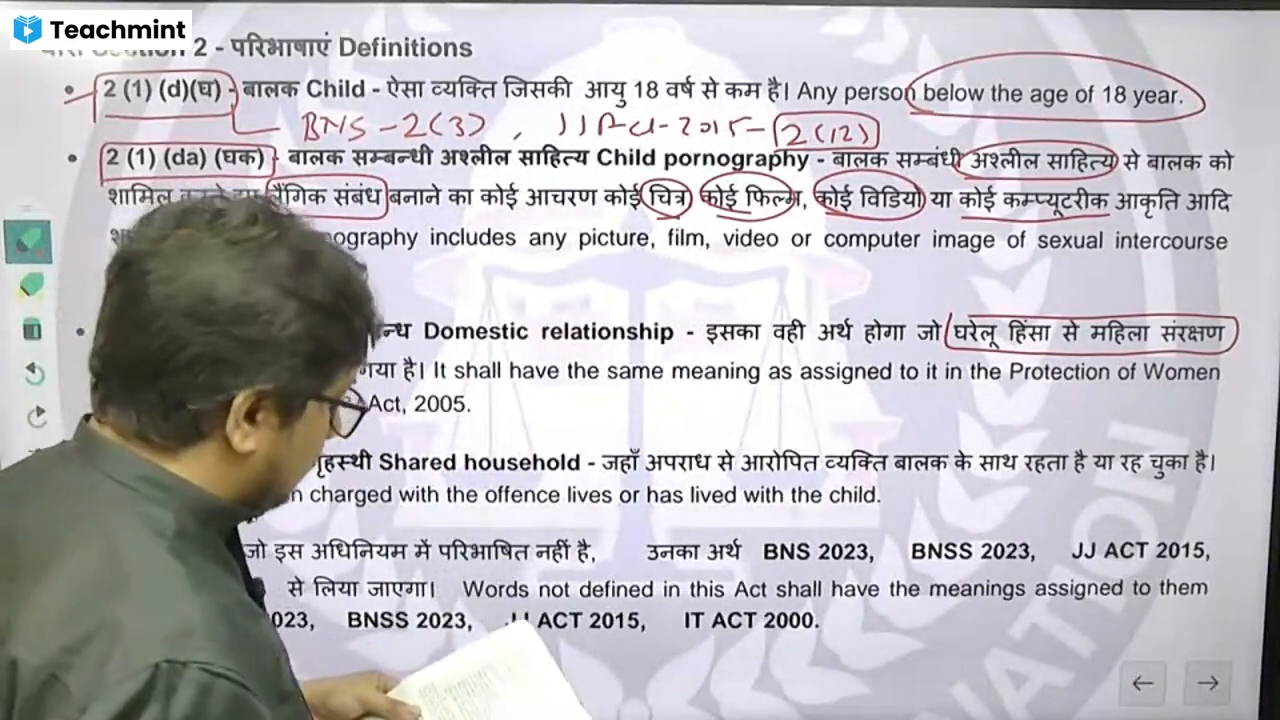 Teachmint
Section 2 - परिभाषाएं Definitions
2 (1) (d)(घ) - बालक Child - ऐसा व्यक्ति जिसकी आयु 18 वर्ष से कम है। Any person below the age of 18 year.
BNS - 2(3), JJ Act-2015- 2(12)
2 (1) (da) (घक) - बालक सम्बन्धी अश्लील साहित्य Child pornography - बालक सम्बंधी अश्लील साहित्य से बालक को
शामिल लैंगिक संबंध बनाने का कोई आचरण कोई चित्र कोई फिल्म, कोई विडियो या कोई कम्प्यूटरीक आकृति आदि
includes any picture, film, video or computer image of sexual intercourse
Domestic relationship - इसका वही अर्थ होगा जो घरेलू हिंसा से महिला संरक्षण
गया है। It shall have the same meaning as assigned to it in the Protection of Women
Act, 2005.
गृहस्थी Shared household - जहाँ अपराध से आरोपित व्यक्ति बालक के साथ रहता है या रह चुका है।
charged with the offence lives or has lived with the child.
जो इस अधिनियम में परिभाषित नहीं है, उनका अर्थ BNS 2023, BNSS 2023, JJ ACT 2015,
से लिया जाएगा। Words not defined in this Act shall have the meanings assigned to them
BNSS 2023, ACT 2015, IT ACT 2000.